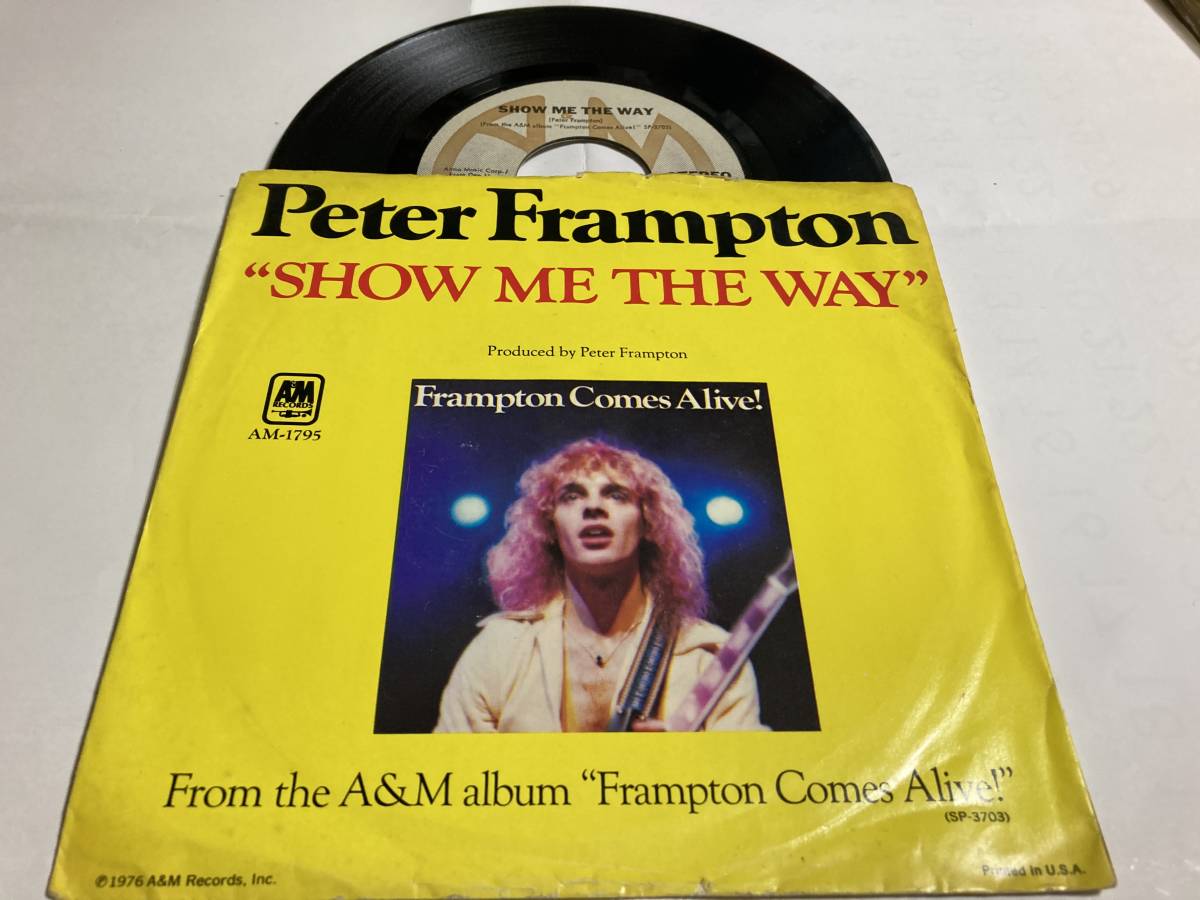 SHOW ME THE WAY
(Peter Frampton)
(From the A&M album "Frampton Comes Alive!" SP-3703)
STEREO
Peter Frampton
“SHOW ME THE WAY”
Produced by Peter Frampton
A&M
RECORDS
AM-1795
Frampton Comes Alive!
From the A&M album “Frampton Comes Alive!”
(SP-3703)
℗1976 A&M Records, Inc.
Printed in U.S.A.